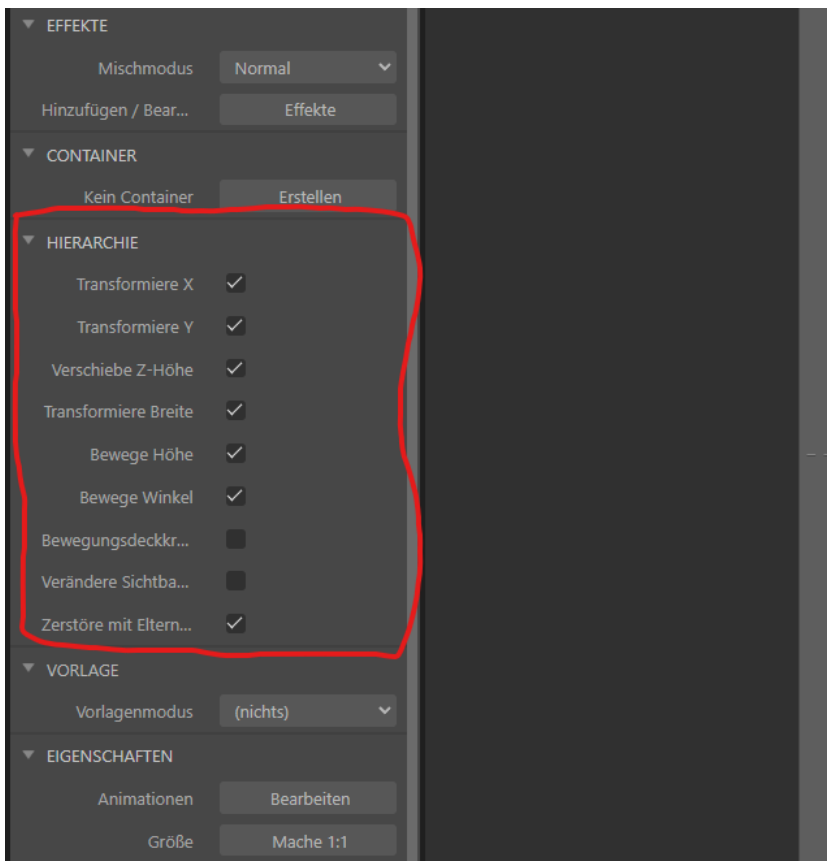 EFFEKTE
Mischmodus Normal
Hinzufügen / Bear... Effekte
CONTAINER
Kein Container Erstellen
HIERARCHIE
Transformiere X
Transformiere Y
Verschiebe Z-Höhe
Transformiere Breite
Bewege Höhe
Bewege Winkel
Bewegungsdeckkr...
Verändere Sichtba...
Zerstöre mit Eltern...
VORLAGE
Vorlagenmodus (nichts)
EIGENSCHAFTEN
Animationen Bearbeiten
Größe Mache 1:1